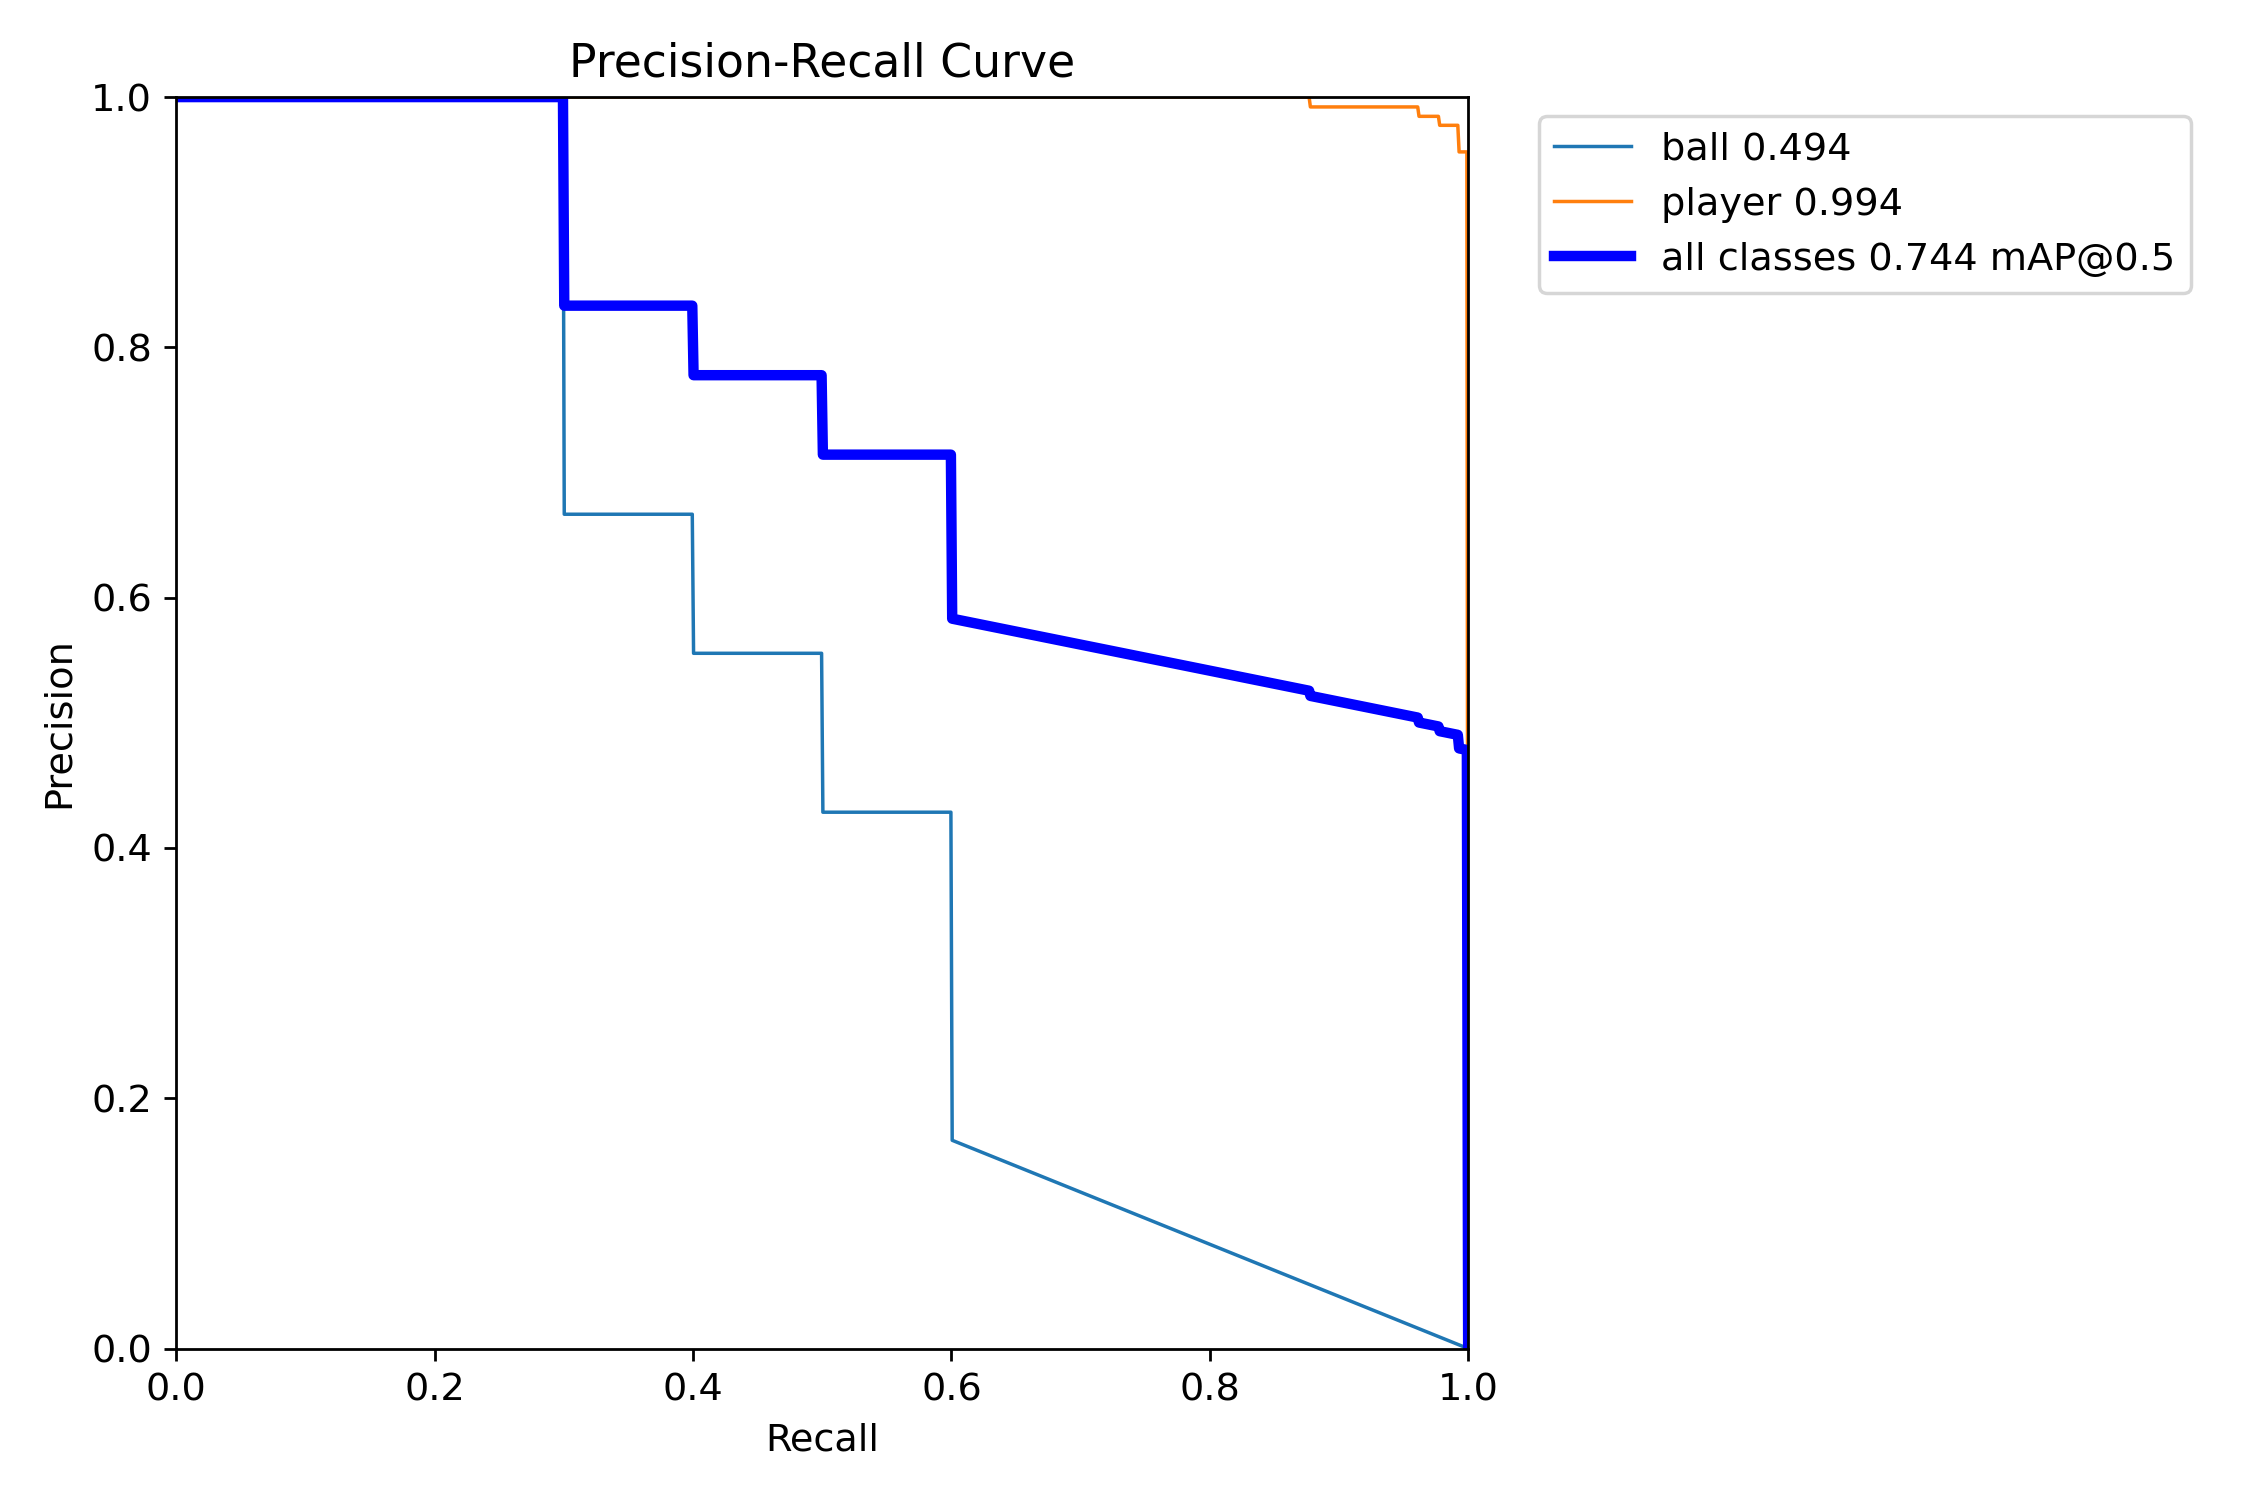 Precision-Recall Curve
1.0
0.8
0.6
0.4
0.2
0.0
Precision
0.0 0.2 0.4 0.6 0.8 1.0
Recall
ball 0.494
player 0.994
all classes 0.744 mAP@0.5